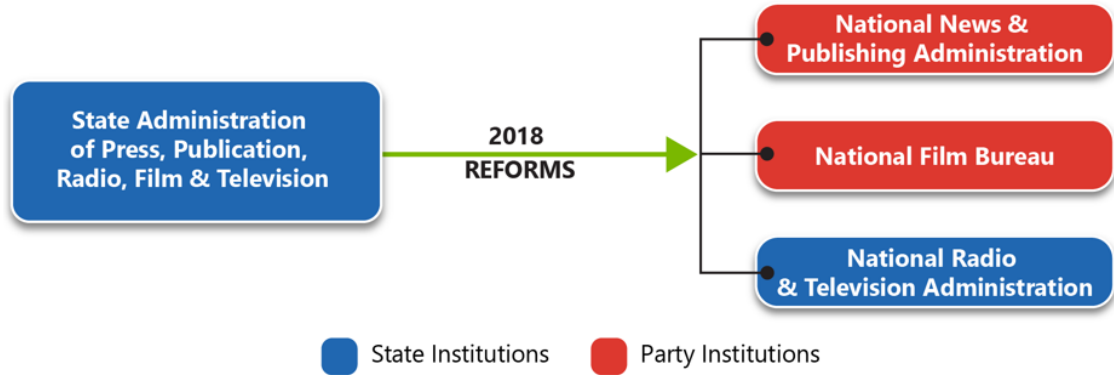 State Administration
of Press, Publication,
Radio, Film & Television
2018
REFORMS
National News &
Publishing Administration
National Film Bureau
National Radio
& Television Administration
State Institutions
Party Institutions